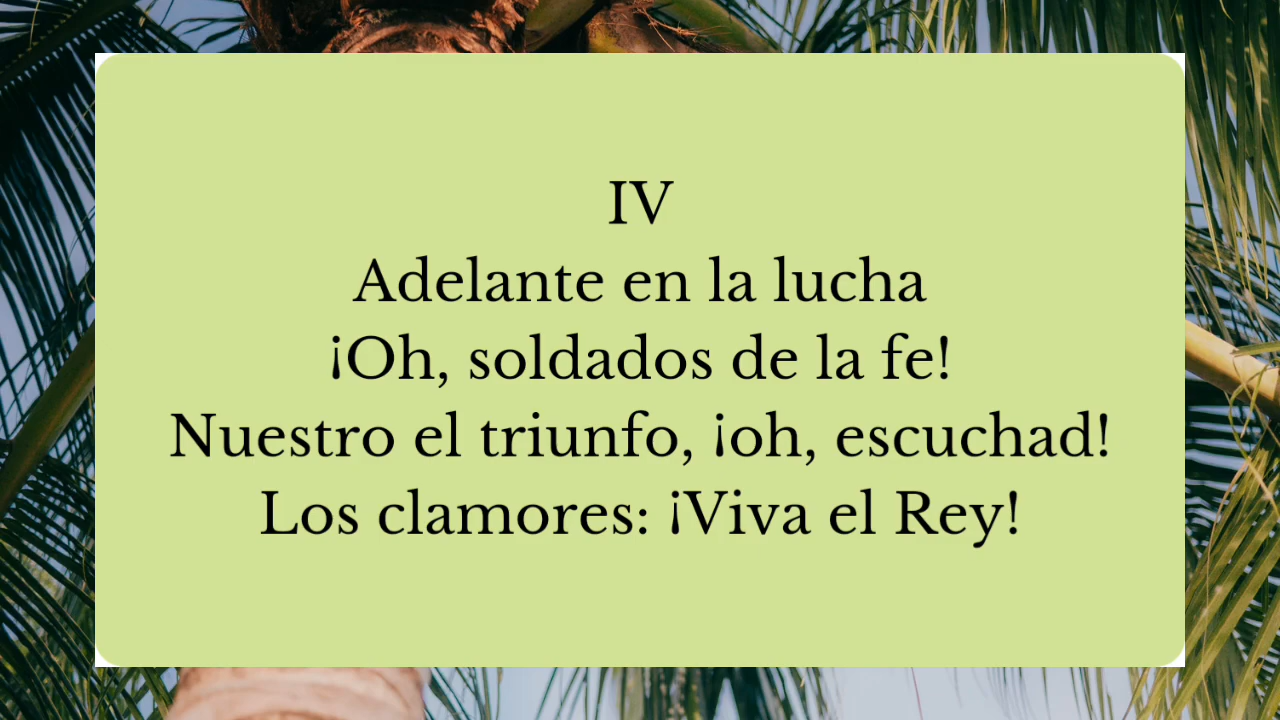 IV
Adelante en la lucha
¡Oh, soldados de la fe!
Nuestro el triunfo, ¡oh, escuchad!
Los clamores: ¡Viva el Rey!